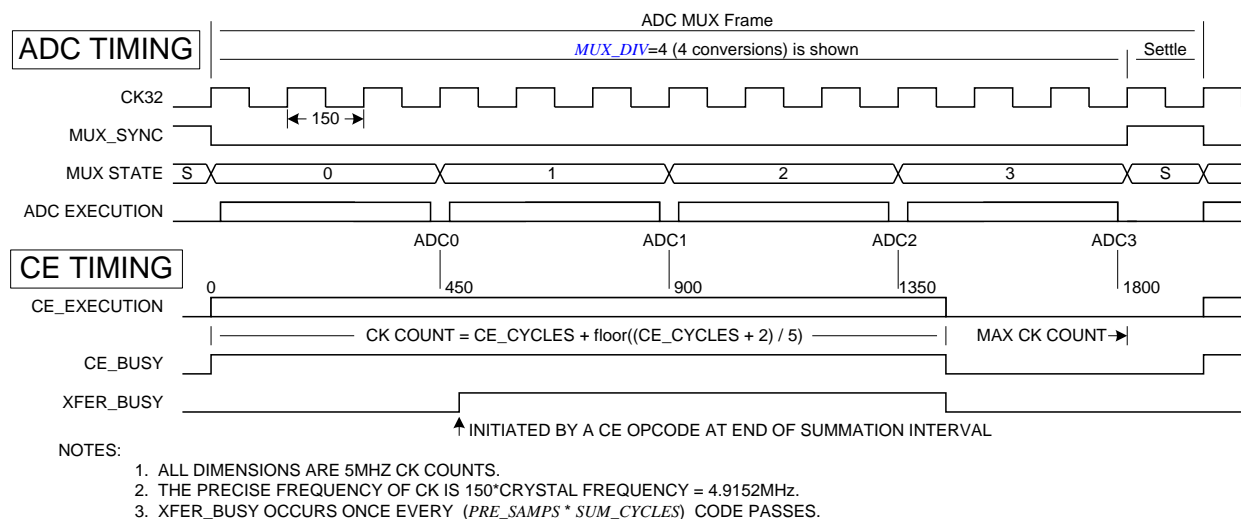 ADC MUX Frame
ADC TIMING
MUX_DIV=4 (4 conversions) is shown
Settle
CK32
150
MUX_SYNC
MUX STATE S 0 1 2 3 S
ADC EXECUTION
ADC0 ADC1 ADC2 ADC3
CE TIMING
0 450 900 1350 1800
CE_EXECUTION
CK COUNT = CE_CYCLES + floor((CE_CYCLES + 2) / 5)
MAX CK COUNT
CE_BUSY
XFER_BUSY
INITIATED BY A CE OPCODE AT END OF SUMMATION INTERVAL
NOTES:
1. ALL DIMENSIONS ARE 5MHZ CK COUNTS.
2. THE PRECISE FREQUENCY OF CK IS 150*CRYSTAL FREQUENCY = 4.9152MHz.
3. XFER_BUSY OCCURS ONCE EVERY (PRE_SAMPS * SUM_CYCLES) CODE PASSES.